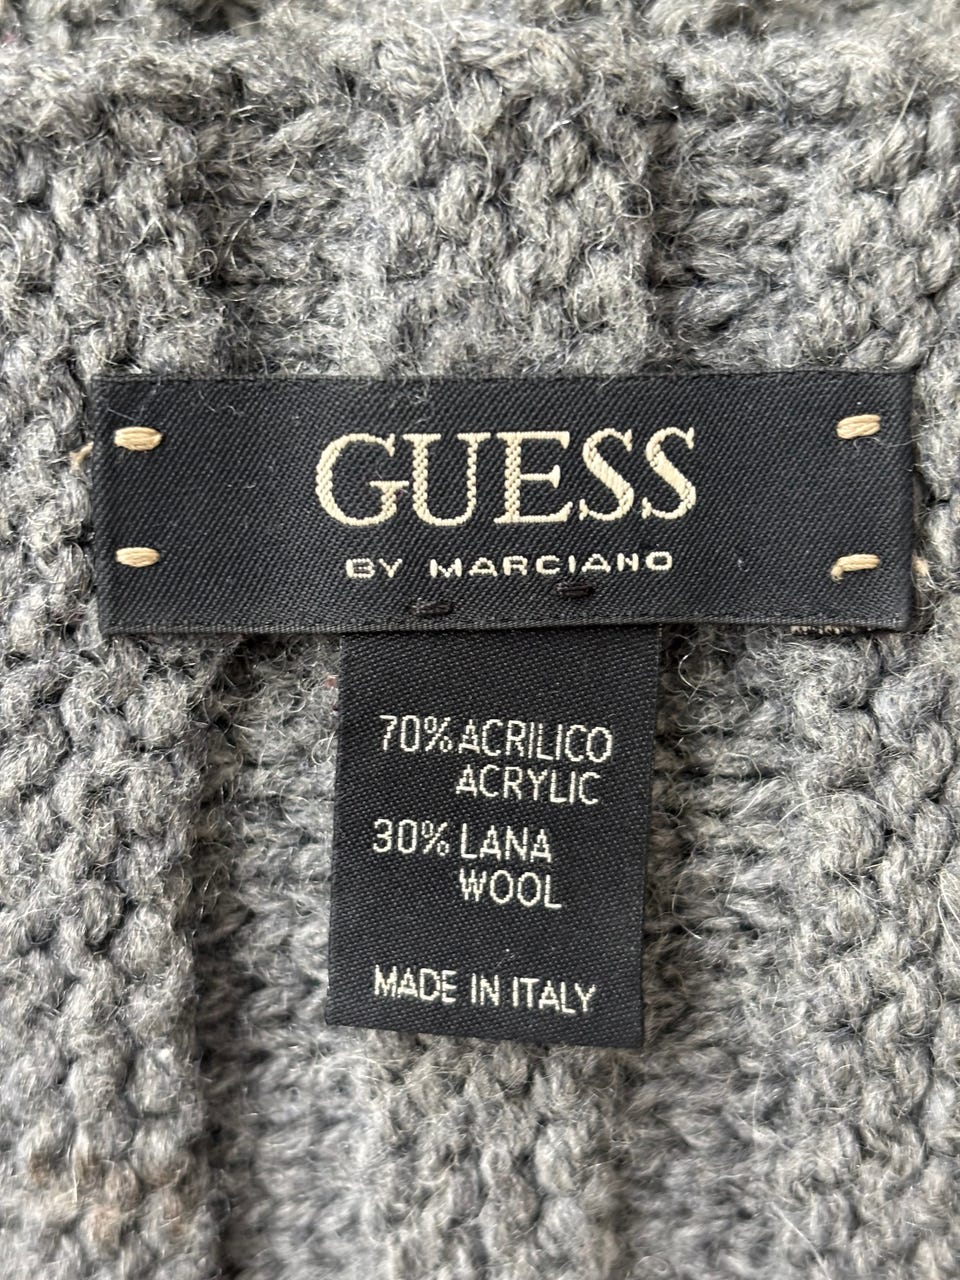 GUESS
BY MARCIANO
70% ACRILICO
ACRYLIC
30% LANA
WOOL
MADE IN ITALY